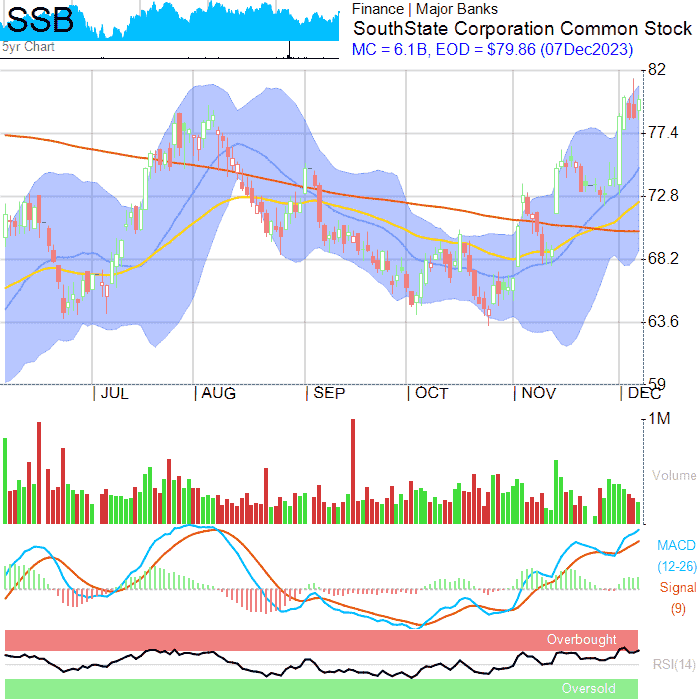 SSB
5yr Chart
Finance | Major Banks
SouthState Corporation Common Stock
MC = 6.1B, EOD = $79.86 (07Dec2023)
82
77.4
72.8
68.2
63.6
59
JUL
AUG
SEP
OCT
NOV
DEC
1M
Volume
MACD
(12-26)
Signal
(9)
Overbought
RSI(14)
Oversold